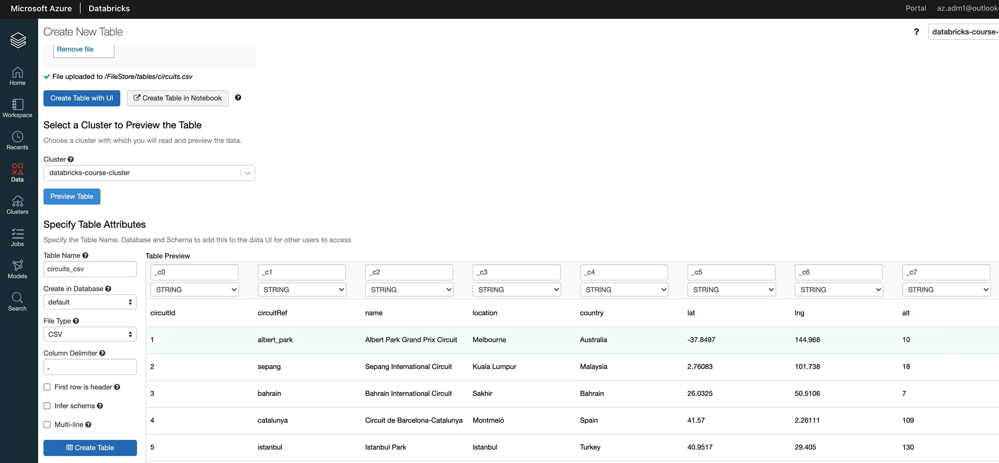 Microsoft Azure | Databricks
Portal az.adm1@outlook.
Create New Table
? databricks-course-
Remove file
File uploaded to /FileStore/tables/circuits.csv
Create Table with UI Create Table in Notebook ?
Home
Workspace
Recents
Data
Clusters
Jobs
Models
Search
Select a Cluster to Preview the Table
Choose a cluster with which you will read and preview the data.
Cluster ?
databricks-course-cluster
Preview Table
Specify Table Attributes
Specify the Table Name, Database and Schema to add this to the data UI for other users to access
Table Name ?
circuits_csv
Create in Database ?
default
File Type ?
CSV
Column Delimiter ?
,
First row is header ?
Infer schema ?
Multi-line ?
Create Table
Table Preview
_c0 _c1 _c2 _c3 _c4 _c5 _c6 _c7
STRING STRING STRING STRING STRING STRING STRING STRING
circuitId circuitRef name location country lat lng alt
1 albert_park Albert Park Grand Prix Circuit Melbourne Australia -37.8497 144.968 10
2 sepang Sepang International Circuit Kuala Lumpur Malaysia 2.76083 101.738 18
3 bahrain Bahrain International Circuit Sakhir Bahrain 26.0325 50.5106 7
4 catalunya Circuit de Barcelona-Catalunya Montmeló Spain 41.57 2.26111 109
5 istanbul Istanbul Park Istanbul Turkey 40.9517 29.405 130